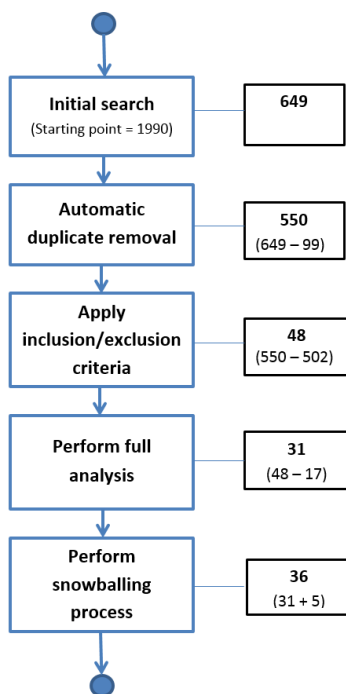 Initial search
(Starting point = 1990)
649
Automatic
duplicate removal
550
(649 – 99)
Apply
inclusion/exclusion
criteria
48
(550 – 502)
Perform full
analysis
31
(48 – 17)
Perform
snowballing
process
36
(31 + 5)